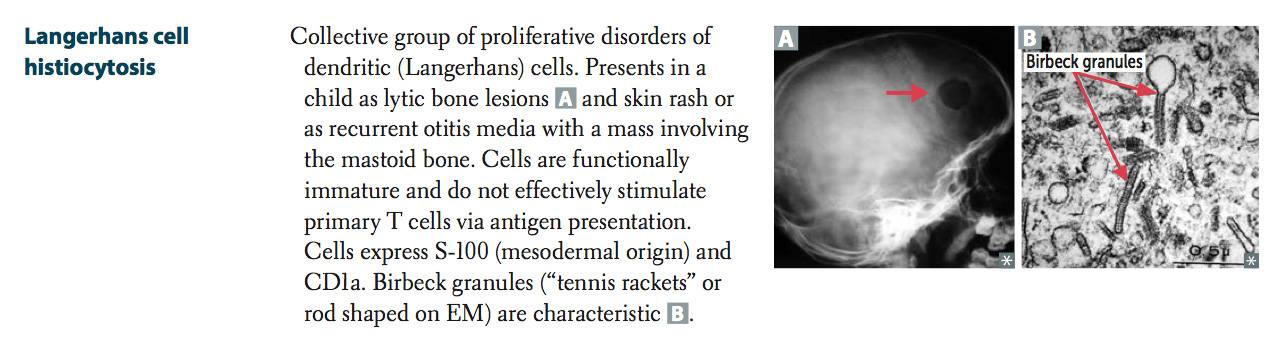 Langerhans cell
histiocytosis
Collective group of proliferative disorders of
dendritic (Langerhans) cells. Presents in a
child as lytic bone lesions A and skin rash or
as recurrent otitis media with a mass involving
the mastoid bone. Cells are functionally
immature and do not effectively stimulate
primary T cells via antigen presentation.
Cells express S-100 (mesodermal origin) and
CD1a. Birbeck granules (“tennis rackets” or
rod shaped on EM) are characteristic B.
A
*
B
Birbeck granules
0.5µ
*